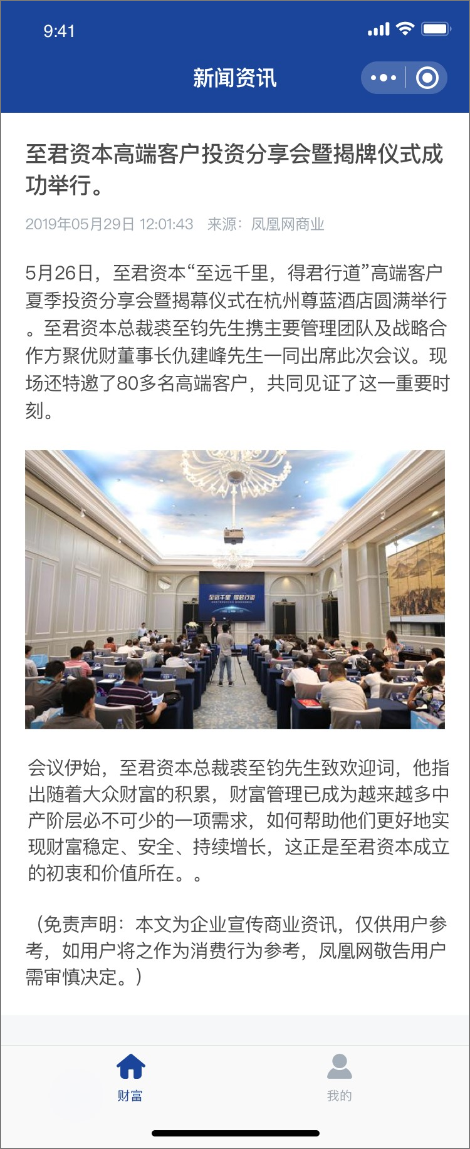 9:41
新闻资讯
至君资本高端客户投资分享会暨揭牌仪式成
功举行。
2019年05月29日 12:01:43 来源：凤凰网商业
5月26日，至君资本“至远千里，得君行道”高端客户
夏季投资分享会暨揭幕仪式在杭州尊蓝酒店圆满举行
。至君资本总裁裘至钧先生携主要管理团队及战略合
作方聚优财董事长仇建峰先生一同出席此次会议。现
场还特邀了80多名高端客户，共同见证了这一重要时
刻。
至远千里 得君行道
会议伊始，至君资本总裁裘至钧先生致欢迎词，他指
出随着大众财富的积累，财富管理已成为越来越多中
产阶层必不可少的一项需求，如何帮助他们更好地实
现财富稳定、安全、持续增长，这正是至君资本成立
的初衷和价值所在。。
（免责声明：本文为企业宣传商业资讯，仅供用户参
考，如用户将之作为消费行为参考，凤凰网敬告用户
需审慎决定。）
财富
我的